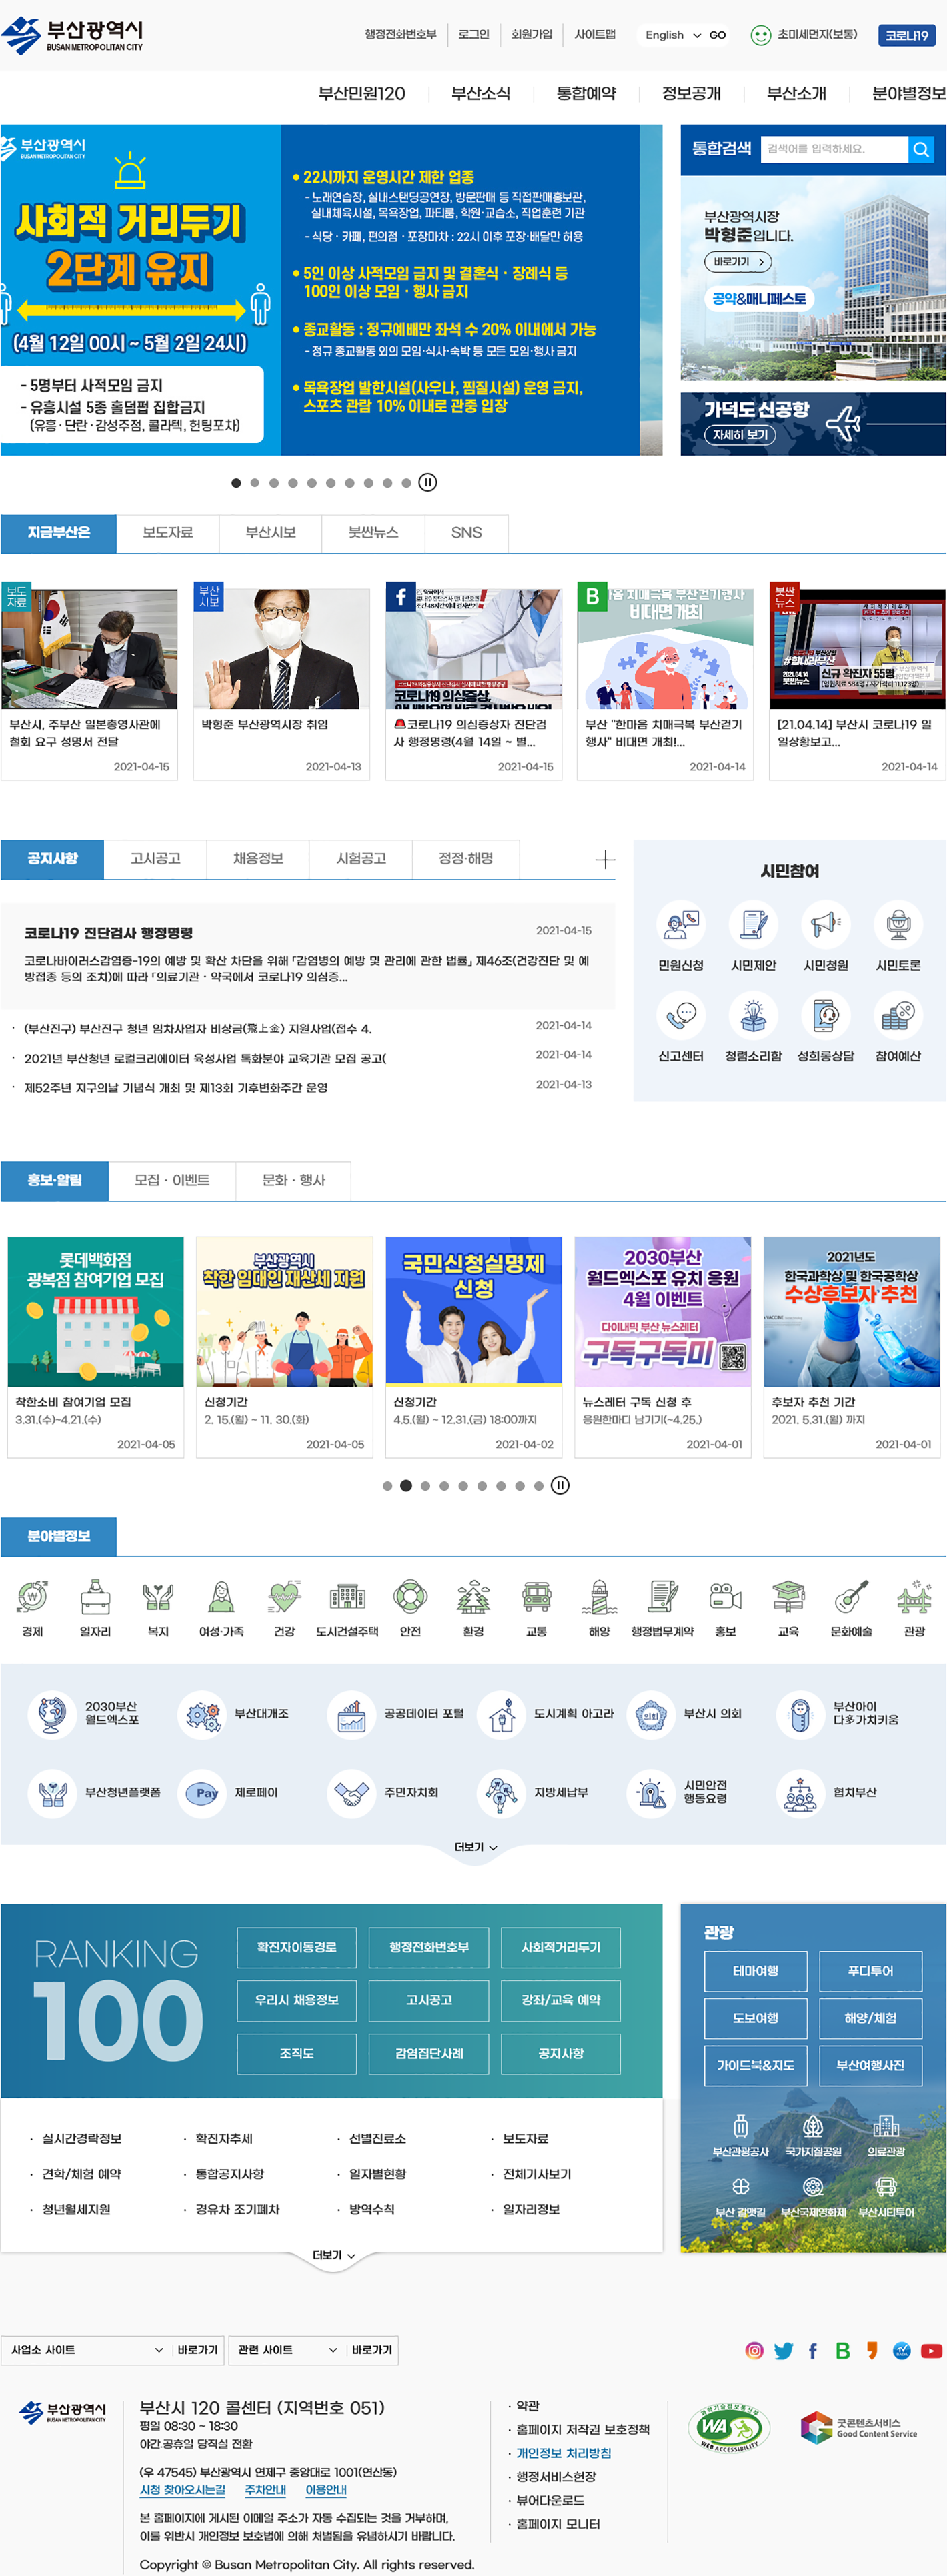 부산광역시
BUSAN METROPOLITAN CITY
행정전화번호부
로그인
회원가입
사이트맵
English
GO
초미세먼지(보통)
코로나19
부산민원120
부산소식
통합예약
정보공개
부산소개
분야별정보
부산광역시
BUSAN METROPOLITAN CITY
사회적 거리두기
2단계 유지
(4월 12일 00시 ~ 5월 2일 24시)
- 5명부터 사적모임 금지
- 유흥시설 5종 홀덤펍 집합금지
(유흥·단란·감성주점, 콜라텍, 헌팅포차)
● 22시까지 운영시간 제한 업종
- 노래연습장, 실내스탠딩공연장, 방문판매 등 직접판매홍보관,
실내체육시설, 목욕장업, 파티룸, 학원·교습소, 직업훈련 기관
- 식당·카페, 편의점·포장마차 : 22시 이후 포장·배달만 허용
● 5인 이상 사적모임 금지 및 결혼식·장례식 등
100인 이상 모임·행사 금지
● 종교활동 : 정규예배만 좌석 수 20% 이내에서 가능
- 정규 종교활동 외의 모임·식사·숙박 등 모든 모임·행사 금지
● 목욕장업 발한시설(사우나, 찜질시설) 운영 금지,
스포츠 관람 10% 이내로 관중 입장
통합검색
검색어를 입력하세요.
부산광역시장
박형준입니다.
바로가기
공약&매니페스토
가덕도 신공항
자세히 보기
지금부산은
보도자료
부산시보
붓싼뉴스
SNS
보도
자료
부산시, 주부산 일본총영사관에
철회 요구 성명서 전달
2021-04-15
부산
시보
박형준 부산광역시장 취임
2021-04-13
코로나19 의심증상,
코로나19 의심증상자 진단검
사 행정명령(4월 14일 ~ 별...
2021-04-15
B
비대면 개최
부산 "한마음 치매극복 부산걷기
행사" 비대면 개최!...
2021-04-14
붓싼
뉴스
신규 확진자 55명
[21.04.14] 부산시 코로나19 일
일상황보고...
2021-04-14
공지사항
고시공고
채용정보
시험공고
정정·해명
코로나19 진단검사 행정명령
2021-04-15
코로나바이러스감염증-19의 예방 및 확산 차단을 위해 「감염병의 예방 및 관리에 관한 법률」 제46조(건강진단 및 예
방접종 등의 조치)에 따라 「의료기관·약국에서 코로나19 의심증...
· (부산진구) 부산진구 청년 임차사업자 비상금(飛上金) 지원사업(접수 4.
2021-04-14
· 2021년 부산청년 로컬크리에이터 육성사업 특화분야 교육기관 모집 공고(
2021-04-14
· 제52주년 지구의날 기념식 개최 및 제13회 기후변화주간 운영
2021-04-13
시민참여
민원신청
시민제안
시민청원
시민토론
신고센터
청렴소리함
성희롱상담
참여예산
홍보·알림
모집·이벤트
문화·행사
롯데백화점
광복점 참여기업 모집
착한소비 참여기업 모집
3.31.(수)~4.21.(수)
2021-04-05
부산광역시
착한 임대인 재산세 지원
신청기간
2. 15.(월) ~ 11. 30.(화)
2021-04-05
국민신청실명제
신청
신청기간
4.5.(월) ~ 12.31.(금) 18:00까지
2021-04-02
2030부산
월드엑스포 유치 응원
4월 이벤트
다이내믹 부산 뉴스레터
구독구독미
뉴스레터 구독 신청 후
응원한마디 남기기(~4.25.)
2021-04-01
2021년도
한국과학상 및 한국공학상
수상후보자 추천
후보자 추천 기간
2021. 5.31.(월) 까지
2021-04-01
분야별정보
경제
일자리
복지
여성·가족
건강
도시건설주택
안전
환경
교통
해양
행정법무계약
홍보
교육
문화예술
관광
2030부산
월드엑스포
부산대개조
공공데이터 포털
도시계획 아고라
의회
부산시 의회
부산아이
다多가치키움
부산청년플랫폼
Pay
제로페이
주민자치회
지방세납부
시민안전
행동요령
협치부산
더보기
RANKING
100
확진자이동경로
행정전화번호부
사회적거리두기
우리시 채용정보
고시공고
강좌/교육 예약
조직도
감염집단사례
공지사항
· 실시간경락정보
· 확진자추세
· 선별진료소
· 보도자료
· 견학/체험 예약
· 통합공지사항
· 일자별현황
· 전체기사보기
· 청년월세지원
· 경유차 조기폐차
· 방역수칙
· 일자리정보
더보기
관광
테마여행
푸디투어
도보여행
해양/체험
가이드북&지도
부산여행사진
부산관광공사
국가지질공원
의료관광
부산 갈맷길
부산국제영화제
부산시티투어
사업소 사이트
바로가기
관련 사이트
바로가기
부산광역시
BUSAN METROPOLITAN CITY
부산시 120 콜센터 (지역번호 051)
평일 08:30 ~ 18:30
야간.공휴일 당직실 전환
(우 47545) 부산광역시 연제구 중앙대로 1001(연산동)
시청 찾아오시는길
주차안내
이용안내
본 홈페이지에 게시된 이메일 주소가 자동 수집되는 것을 거부하며,
이를 위반시 개인정보 보호법에 의해 처벌됨을 유념하시기 바랍니다.
Copyright © Busan Metropolitan City. All rights reserved.
· 약관
· 홈페이지 저작권 보호정책
· 개인정보 처리방침
· 행정서비스헌장
· 뷰어다운로드
· 홈페이지 모니터
WA
WEB ACCESSIBILITY
굿콘텐츠서비스
Good Content Service